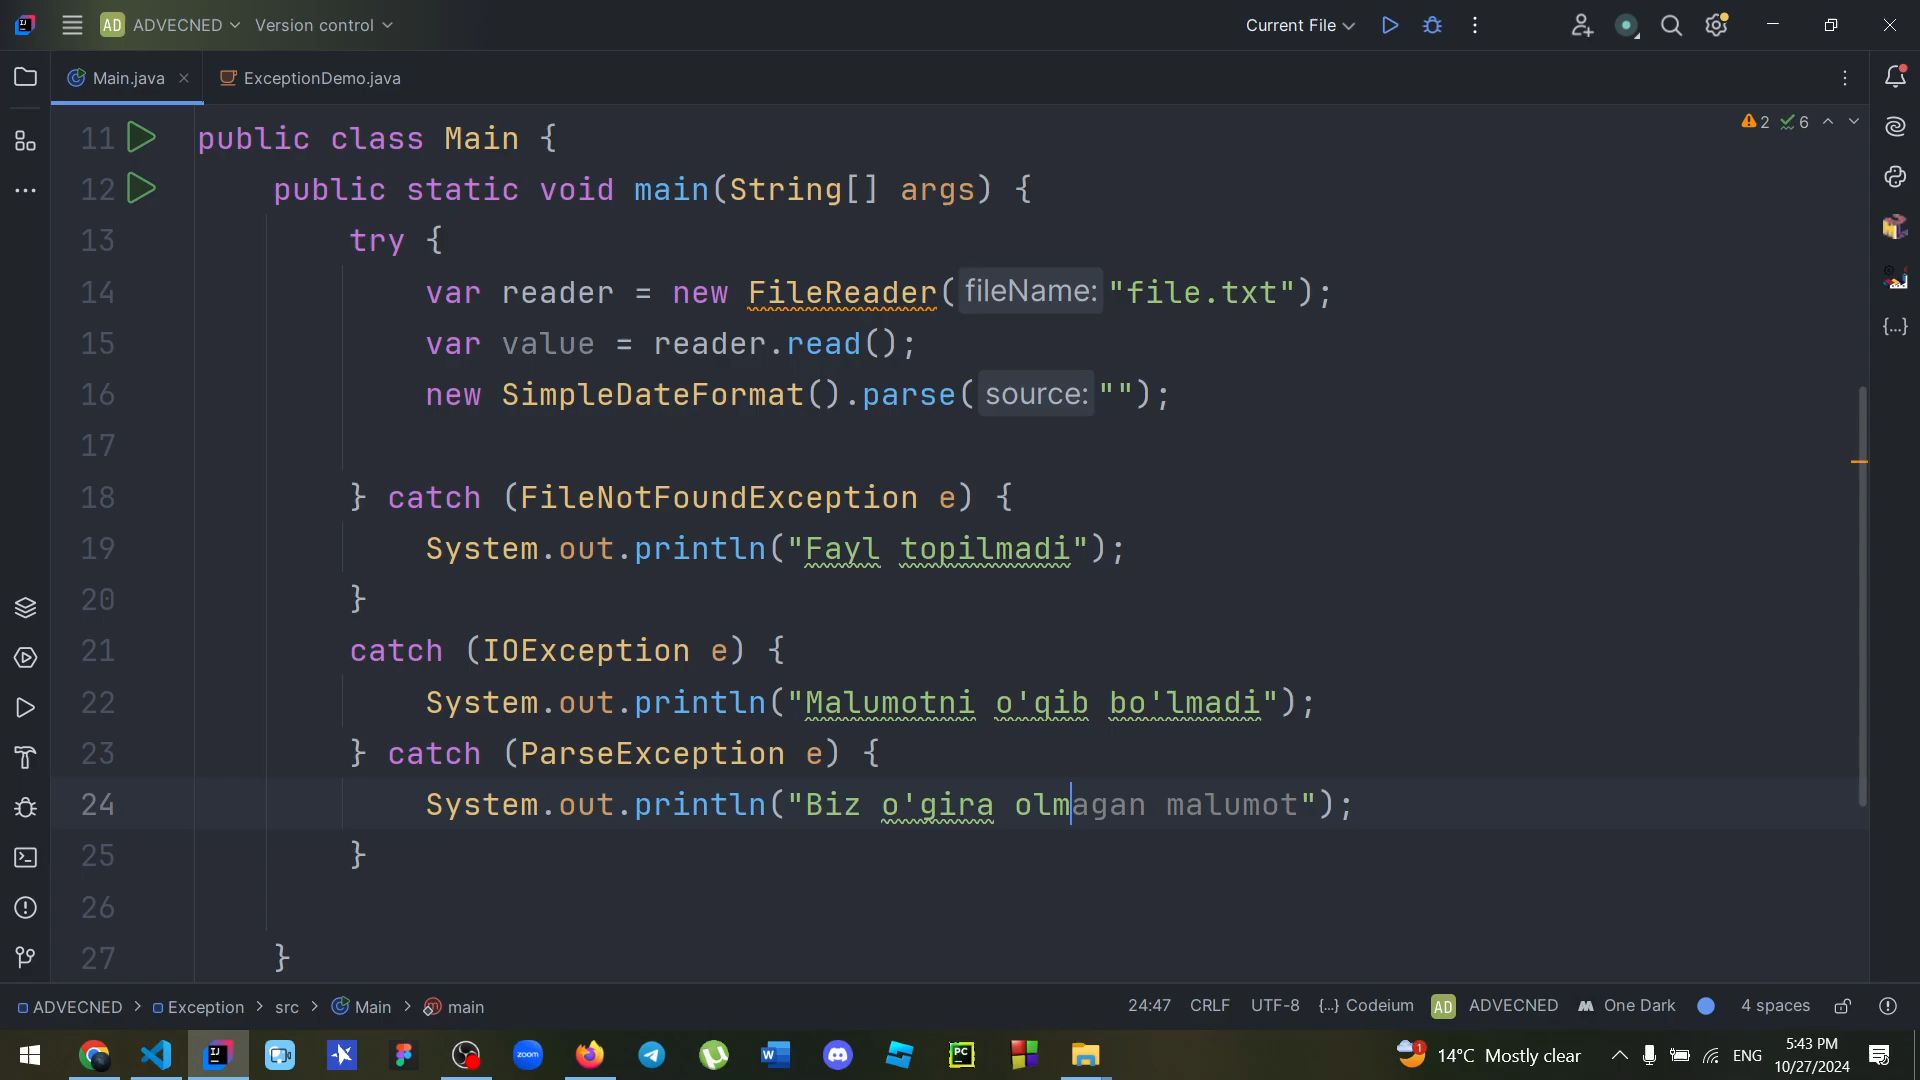 AD ADVECNED Version control Current File
Main.java ExceptionDemo.java
2 6
11 public class Main {
12 public static void main(String[] args) {
13 try {
14 var reader = new FileReader( fileName: "file.txt");
15 var value = reader.read();
16 new SimpleDateFormat().parse( source: "");
17
18 } catch (FileNotFoundException e) {
19 System.out.println("Fayl topilmadi");
20 }
21 catch (IOException e) {
22 System.out.println("Malumotni o'qib bo'lmadi");
23 } catch (ParseException e) {
24 System.out.println("Biz o'gira olmagan malumot");
25 }
26
27 }
ADVECNED > Exception > src > Main > main 24:47 CRLF UTF-8 {...} Codeium AD ADVECNED One Dark 4 spaces
zoom PC 1 14°C Mostly clear ENG 5:43 PM
10/27/2024